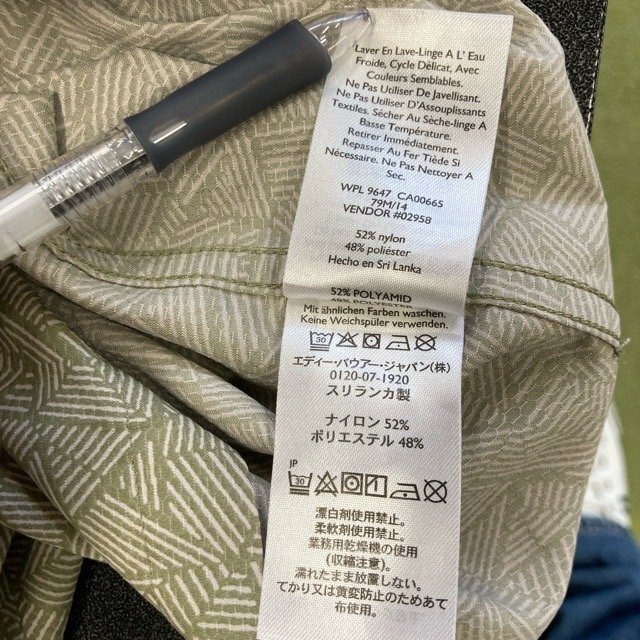 Laver En Lave-Linge A L' Eau
Froide, Cycle Délicat, Avec
Couleurs Semblables.
Ne Pas Utiliser De Javellisant.
Ne Pas Utiliser D'Assouplissants
Textiles. Sécher Au Sèche-linge A
Basse Température.
Retirer Immédiatement.
Repasser Au Fer Tiède Si
Nécessaire. Ne Pas Nettoyer A
Sec.
WPL 9647 CA00665
79M/14
VENDOR #02958
52% nylon
48% poliéster
Hecho en Sri Lanka
52% POLYAMID
48% POLYESTER
Mit ähnlichen Farben waschen.
Keine Weichspüler verwenden.
30
エディー・バウアー・ジャパン(株)
0120-07-1920
スリランカ製
ナイロン 52%
ポリエステル 48%
JP
30
漂白剤使用禁止。
柔軟剤使用禁止。
業務用乾燥機の使用
(収縮注意)
濡れたまま放置しない。
てかり又は黄変防止のためあて
布使用。